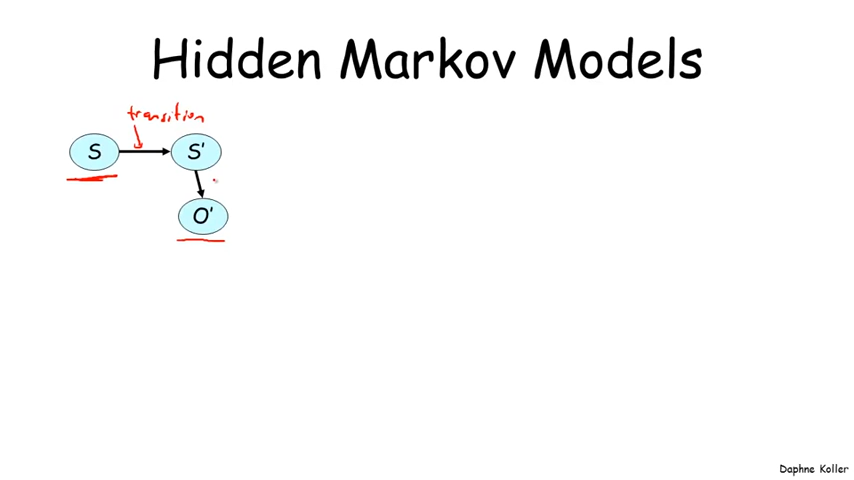 Hidden Markov Models
transition
S S'
O'
Daphne Koller